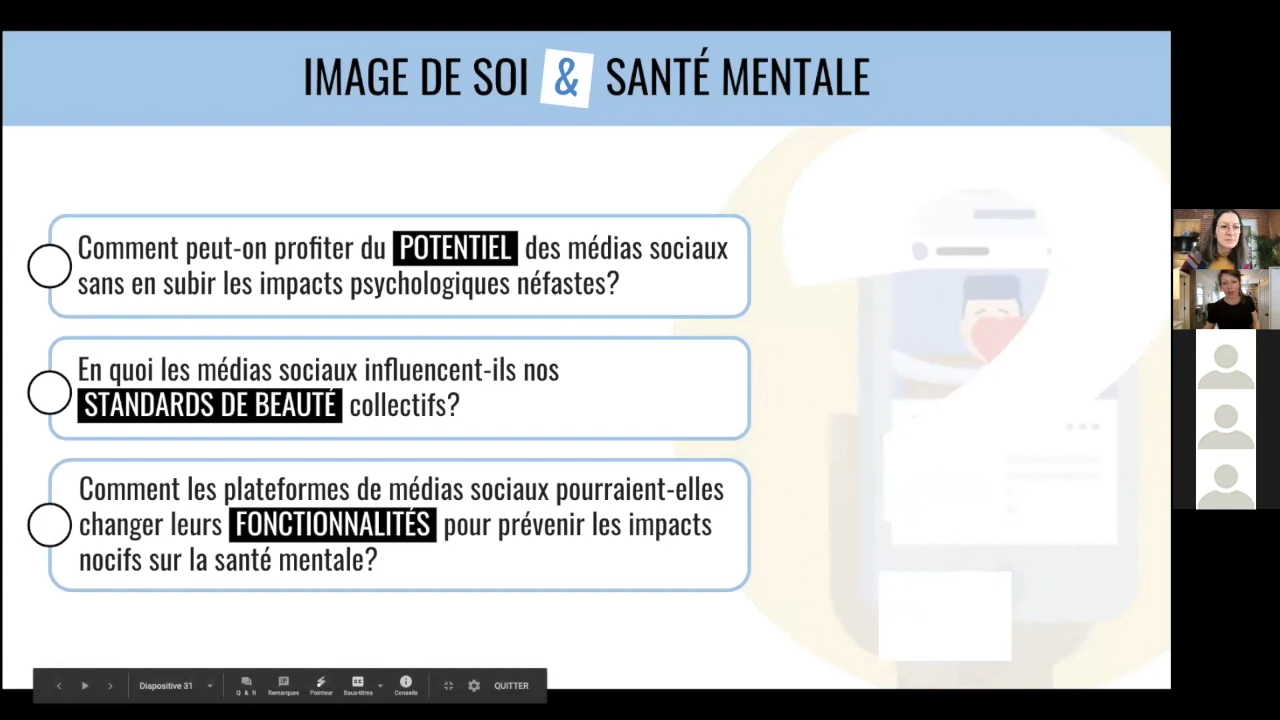 IMAGE DE SOI & SANTÉ MENTALE
Comment peut-on profiter du POTENTIEL des médias sociaux
sans en subir les impacts psychologiques néfastes?
En quoi les médias sociaux influencent-ils nos
STANDARDS DE BEAUTÉ collectifs?
Comment les plateformes de médias sociaux pourraient-elles
changer leurs FONCTIONNALITÉS pour prévenir les impacts
nocifs sur la santé mentale?
Diapositive 31
Q & R
Remarques
Pointeur
Sous-titres
Conseils
QUITTER